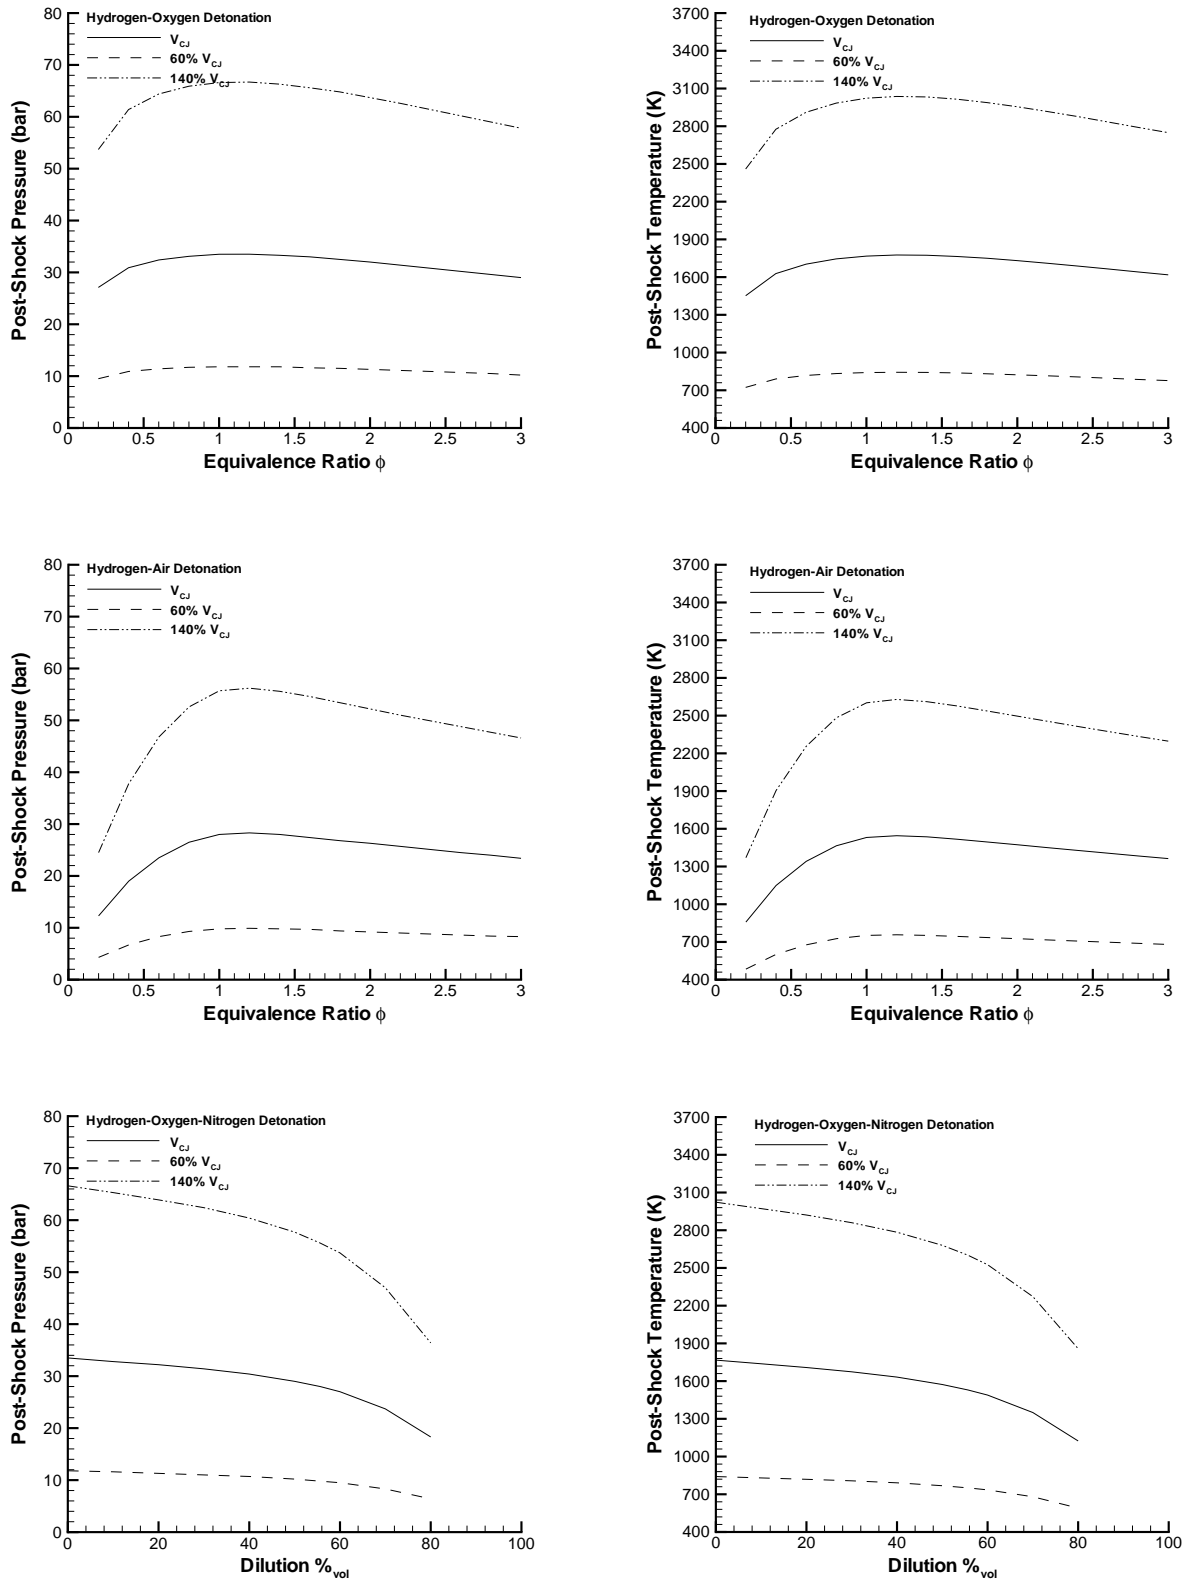 Hydrogen-Oxygen Detonation
V_CJ
60% V_CJ
140% V_CJ
80
70
60
50
40
30
20
10
0
Post-Shock Pressure (bar)
0 0.5 1 1.5 2 2.5 3
Equivalence Ratio ϕ
Hydrogen-Oxygen Detonation
V_CJ
60% V_CJ
140% V_CJ
3700
3400
3100
2800
2500
2200
1900
1600
1300
1000
700
400
Post-Shock Temperature (K)
0 0.5 1 1.5 2 2.5 3
Equivalence Ratio ϕ
Hydrogen-Air Detonation
V_CJ
60% V_CJ
140% V_CJ
80
70
60
50
40
30
20
10
0
Post-Shock Pressure (bar)
0 0.5 1 1.5 2 2.5 3
Equivalence Ratio ϕ
Hydrogen-Air Detonation
V_CJ
60% V_CJ
140% V_CJ
3700
3400
3100
2800
2500
2200
1900
1600
1300
1000
700
400
Post-Shock Temperature (K)
0 0.5 1 1.5 2 2.5 3
Equivalence Ratio ϕ
Hydrogen-Oxygen-Nitrogen Detonation
V_CJ
60% V_CJ
140% V_CJ
80
70
60
50
40
30
20
10
0
Post-Shock Pressure (bar)
0 20 40 60 80 100
Dilution %_vol
Hydrogen-Oxygen-Nitrogen Detonation
V_CJ
60% V_CJ
140% V_CJ
3700
3400
3100
2800
2500
2200
1900
1600
1300
1000
700
400
Post-Shock Temperature (K)
0 20 40 60 80 100
Dilution %_vol